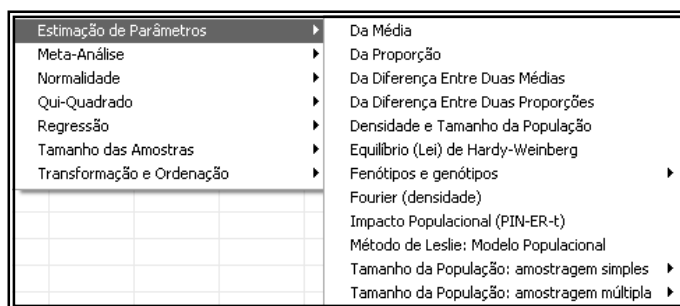 Estimação de Parâmetros
Meta-Análise
Normalidade
Qui-Quadrado
Regressão
Tamanho das Amostras
Transformação e Ordenação
Da Média
Da Proporção
Da Diferença Entre Duas Médias
Da Diferença Entre Duas Proporções
Densidade e Tamanho da População
Equilíbrio (Lei) de Hardy-Weinberg
Fenótipos e genótipos
Fourier (densidade)
Impacto Populacional (PIN-ER-t)
Método de Leslie: Modelo Populacional
Tamanho da População: amostragem simples
Tamanho da População: amostragem múltipla